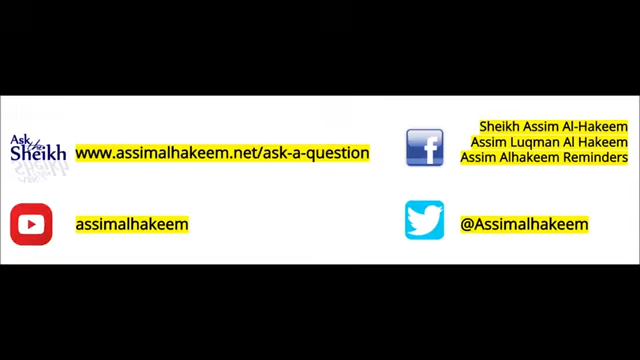 Ask
the
Sheikh
www.assimalhakeem.net/ask-a-question
Sheikh Assim Al-Hakeem
Assim Luqman Al Hakeem
Assim Alhakeem Reminders
assimalhakeem
@Assimalhakeem